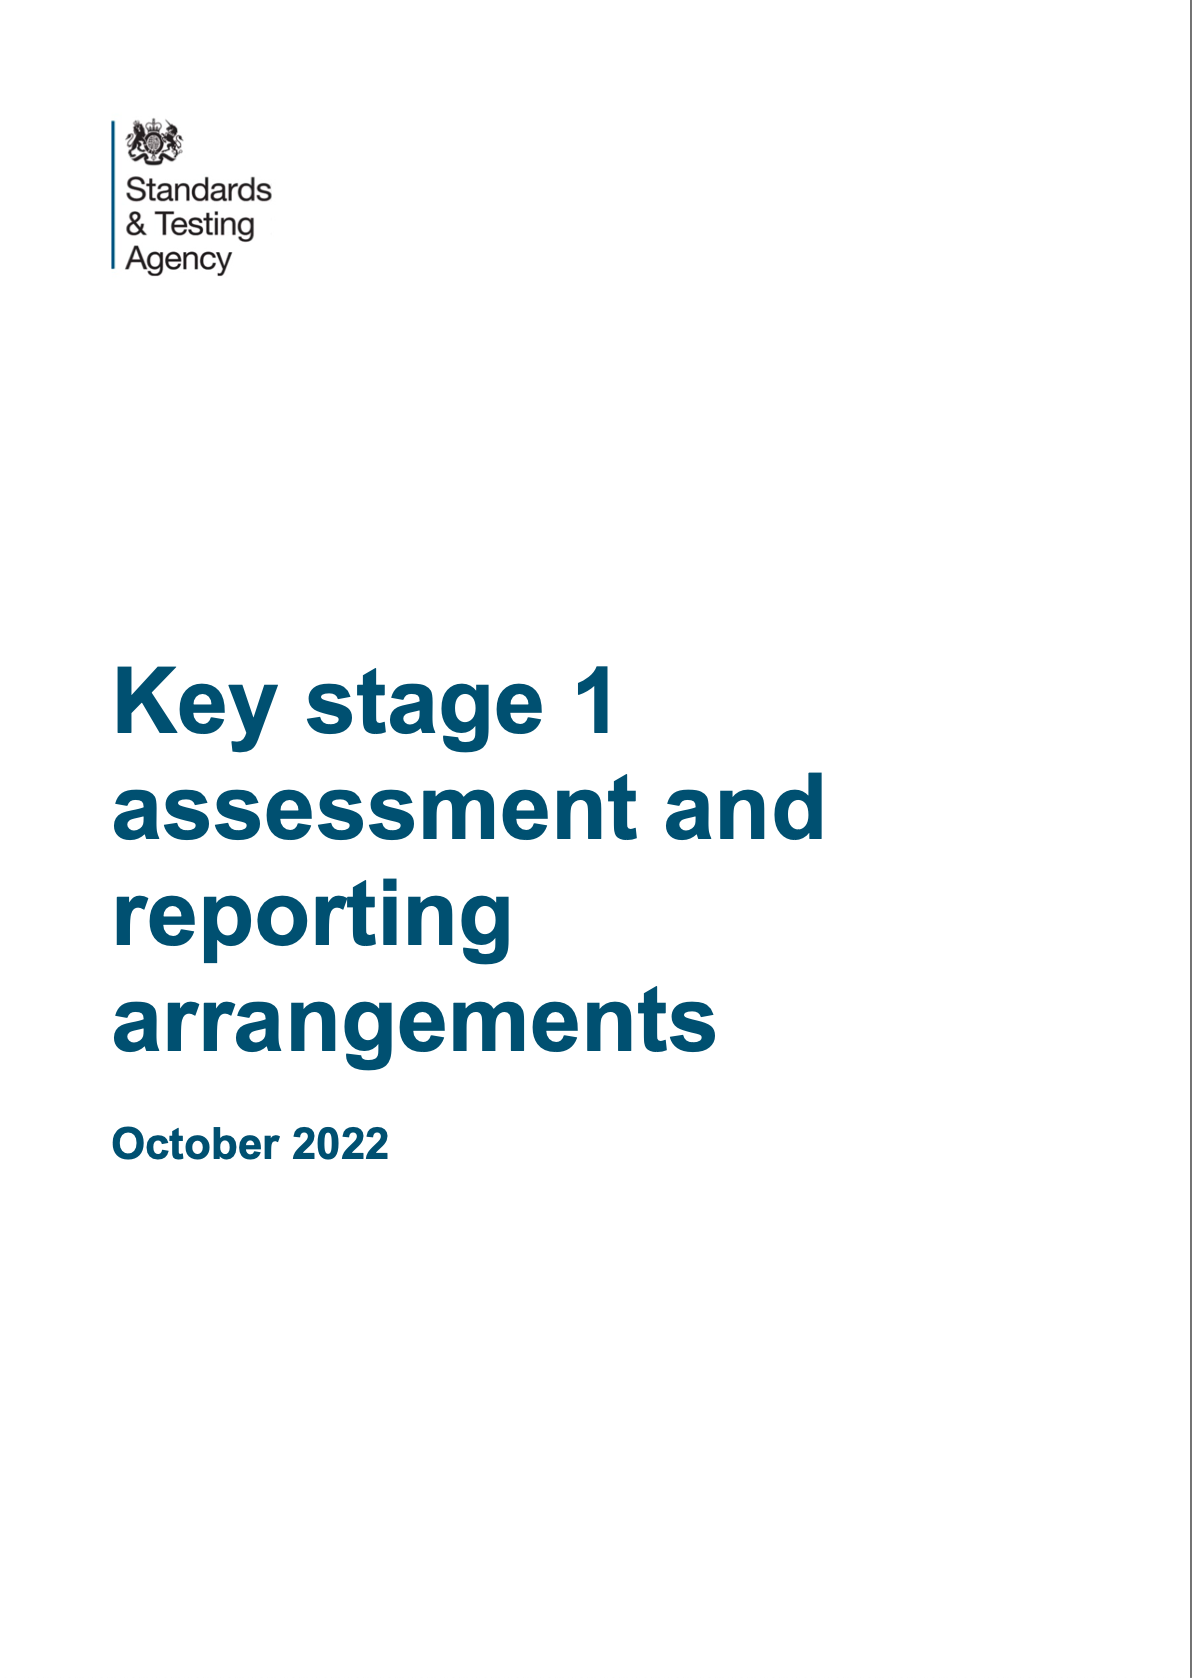 Standards
& Testing
Agency
Key stage 1
assessment and
reporting
arrangements
October 2022